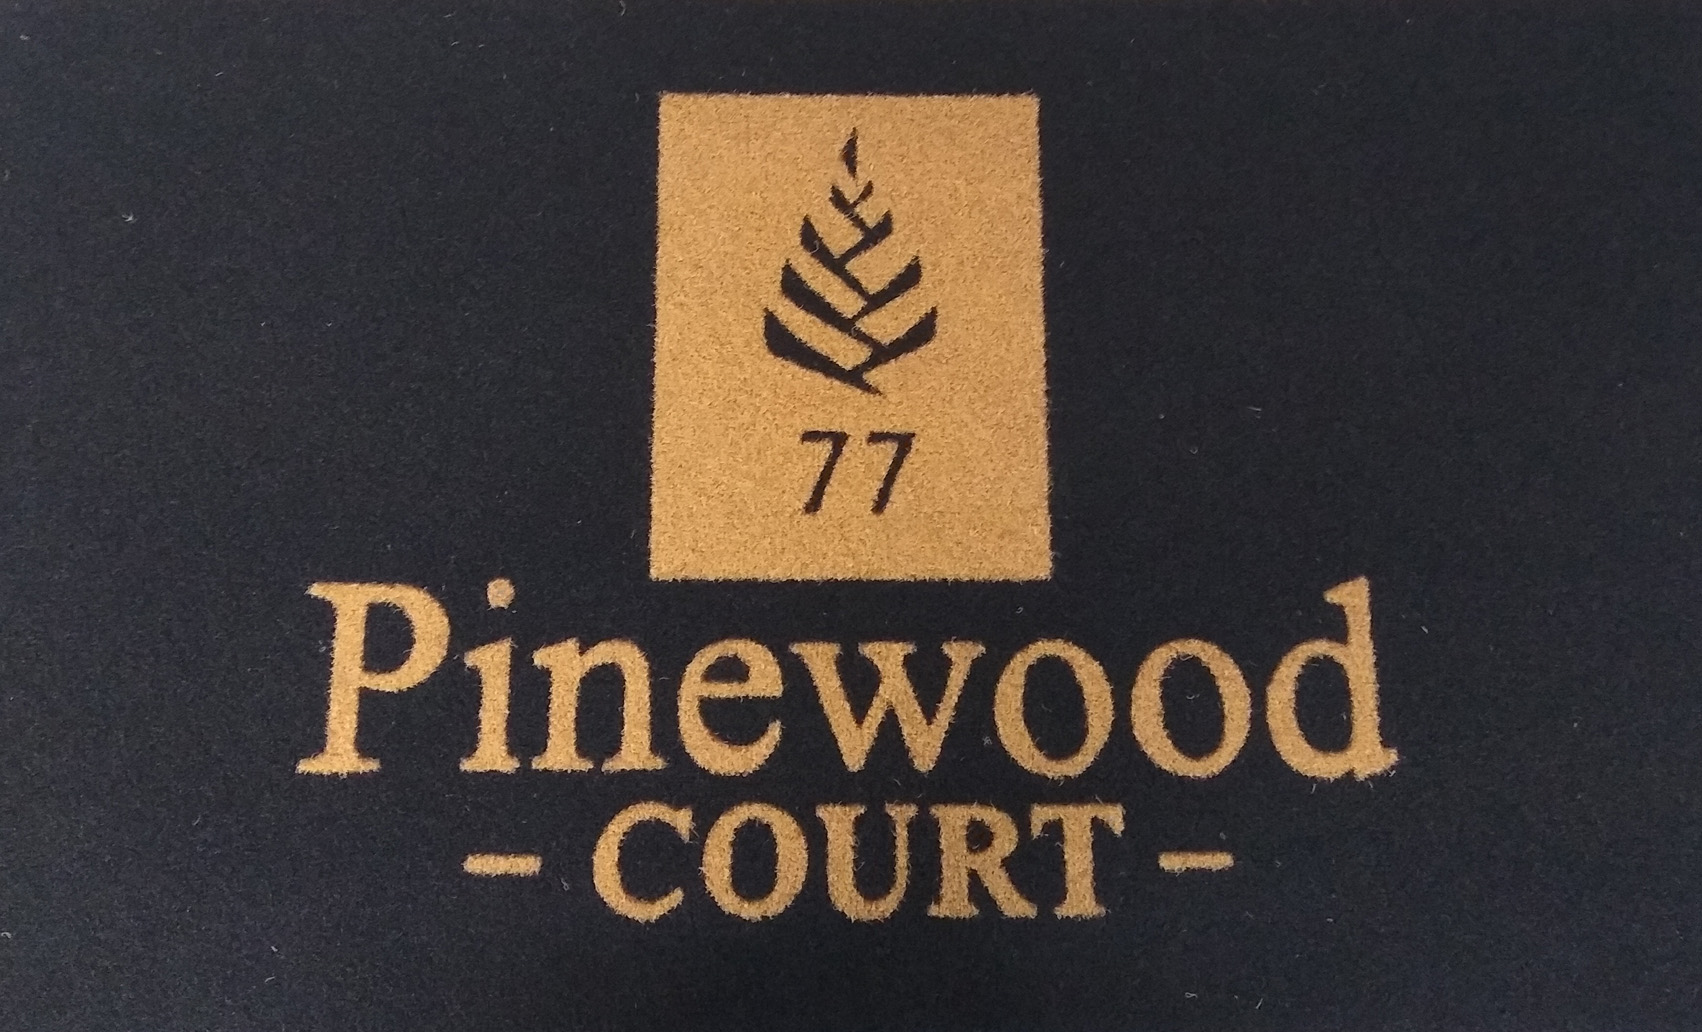 77
Pinewood
- COURT -